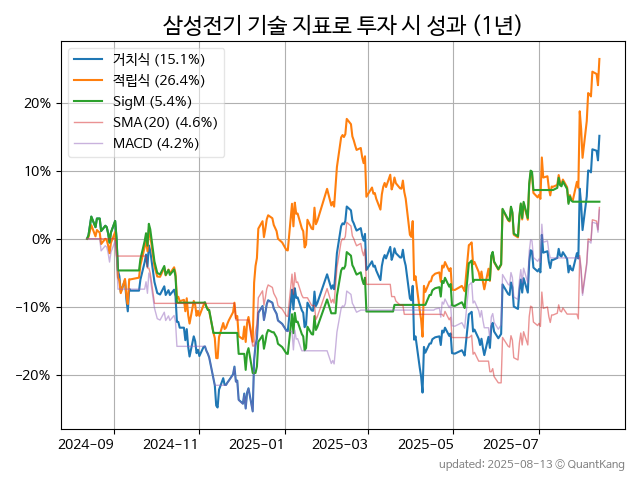 삼성전기 기술 지표로 투자 시 성과 (1년)
거치식 (15.1%)
적립식 (26.4%)
SigM (5.4%)
SMA(20) (4.6%)
MACD (4.2%)
20%
10%
0%
−10%
−20%
2024-09
2024-11
2025-01
2025-03
2025-05
2025-07
updated: 2025-08-13 © QuantKang